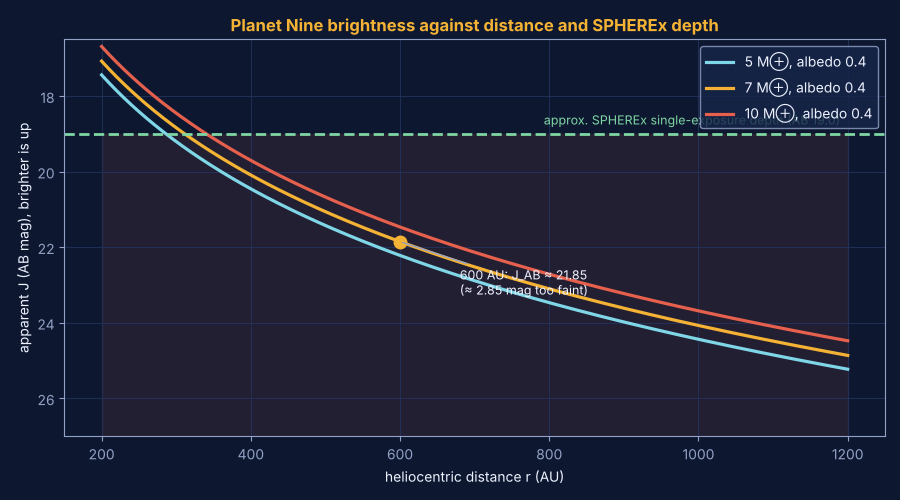 Planet Nine brightness against distance and SPHEREx depth
5 M⊕, albedo 0.4
7 M⊕, albedo 0.4
10 M⊕, albedo 0.4
approx. SPHEREx single-exposure depth
600 AU: J_AB ≈ 21.85
(≈ 2.85 mag too faint)
apparent J (AB mag), brighter is up
18
20
22
24
26
200
400
600
800
1000
1200
heliocentric distance r (AU)